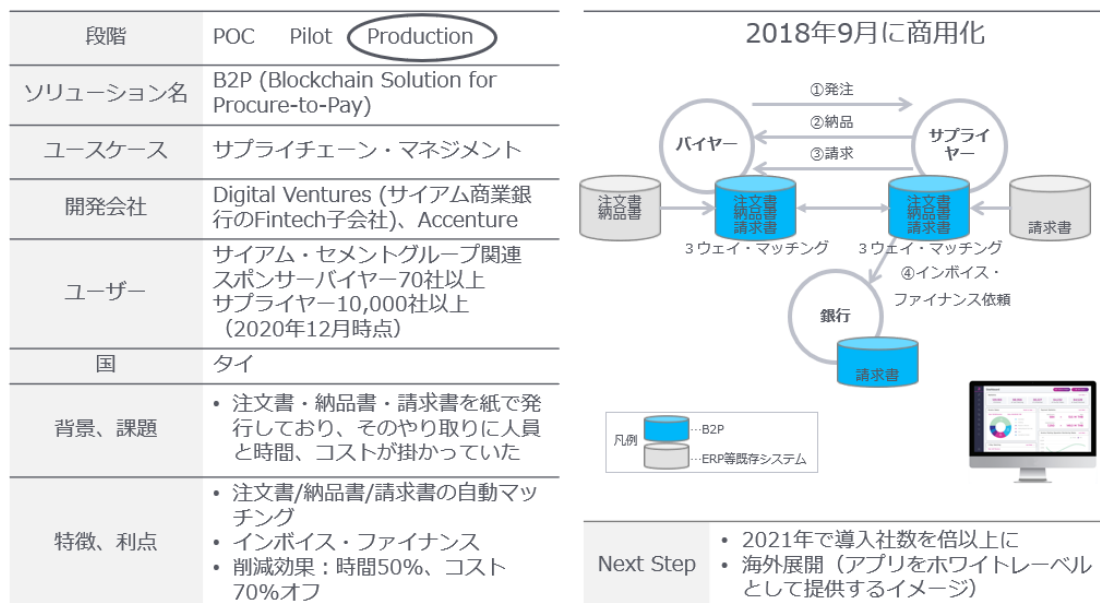 段階
POC Pilot Production
ソリューション名
B2P (Blockchain Solution for
Procure-to-Pay)
ユースケース
サプライチェーン・マネジメント
開発会社
Digital Ventures (サイアム商業銀
行のFintech子会社)、Accenture
ユーザー
サイアム・セメントグループ関連
スポンサーバイヤー70社以上
サプライヤー10,000社以上
（2020年12月時点）
国
タイ
背景、課題
• 注文書・納品書・請求書を紙で発
行しており、そのやり取りに人員
と時間、コストが掛かっていた
特徴、利点
• 注文書/納品書/請求書の自動マッ
チング
• インボイス・ファイナンス
• 削減効果：時間50%、コスト
70%オフ
2018年9月に商用化
①発注
②納品
③請求
バイヤー
サプライ
ヤー
注文書
納品書
注文書
納品書
請求書
注文書
納品書
請求書
請求書
３ウェイ・マッチング
３ウェイ・マッチング
④インボイス・
ファイナンス依頼
銀行
請求書
凡例
…B2P
…ERP等既存システム
Next Step
• 2021年で導入社数を倍以上に
• 海外展開（アプリをホワイトレーベル
として提供するイメージ）